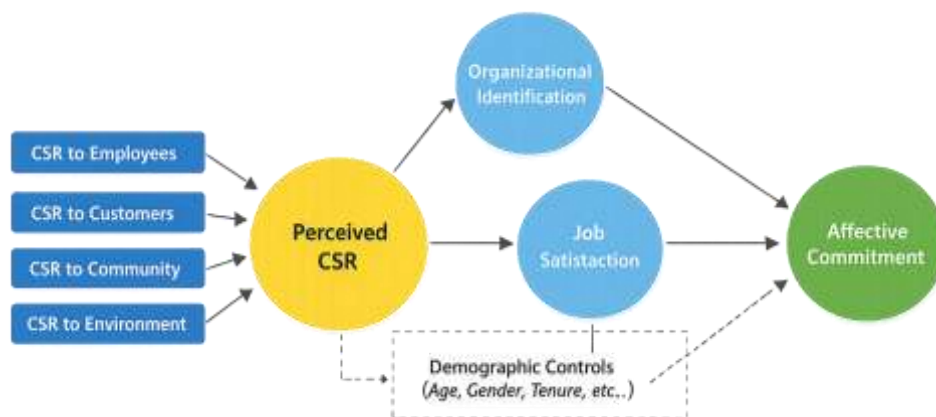 Organizational
Identification
CSR to Employees
CSR to Customers
CSR to Community
CSR to Environment
Perceived
CSR
Job
Satistaction
Affective
Commitment
Demographic Controls
(Age, Gender, Tenure, etc..)